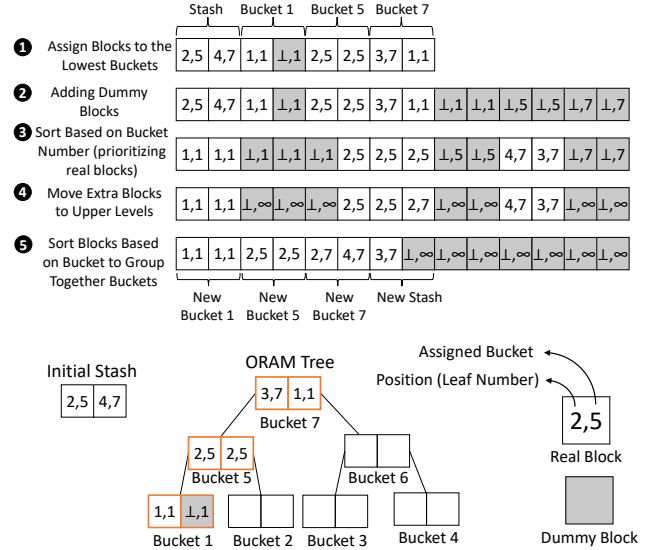 Stash Bucket 1 Bucket 5 Bucket 7
1 Assign Blocks to the
Lowest Buckets
2,5 4,7 1,1 ⊥,1 2,5 2,5 3,7 1,1
2 Adding Dummy
Blocks
2,5 4,7 1,1 ⊥,1 2,5 2,5 3,7 1,1 ⊥,1 ⊥,1 ⊥,5 ⊥,5 ⊥,7 ⊥,7
3 Sort Based on Bucket
Number (prioritizing
real blocks)
1,1 1,1 ⊥,1 ⊥,1 ⊥,1 2,5 2,5 2,5 ⊥,5 ⊥,5 4,7 3,7 ⊥,7 ⊥,7
4 Move Extra Blocks
to Upper Levels
1,1 1,1 ⊥,∞ ⊥,∞ ⊥,∞ 2,5 2,5 2,7 ⊥,∞ ⊥,∞ 4,7 3,7 ⊥,∞ ⊥,∞
5 Sort Blocks Based
on Bucket to Group
Together Buckets
1,1 1,1 2,5 2,5 2,7 4,7 3,7 ⊥,∞ ⊥,∞ ⊥,∞ ⊥,∞ ⊥,∞ ⊥,∞ ⊥,∞
New
Bucket 1
New
Bucket 5
New
Bucket 7
New Stash
Initial Stash
2,5 4,7
ORAM Tree
3,7 1,1
Bucket 7
2,5 2,5
Bucket 5
Bucket 6
1,1 ⊥,1
Bucket 1 Bucket 2 Bucket 3 Bucket 4
Assigned Bucket
Position (Leaf Number)
2,5
Real Block
Dummy Block